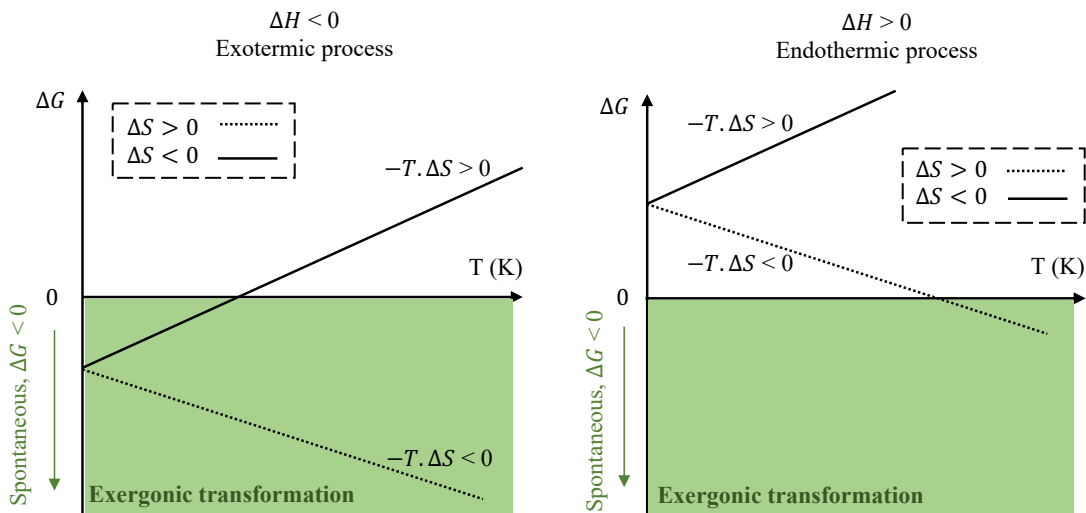 ΔH < 0
Exotermic process
ΔG
ΔS > 0
ΔS < 0
−T.ΔS > 0
T (K)
0
Spontaneous, ΔG < 0
−T.ΔS < 0
Exergonic transformation
ΔH > 0
Endothermic process
ΔG
−T.ΔS > 0
ΔS > 0
ΔS < 0
−T.ΔS < 0
T (K)
0
Spontaneous, ΔG < 0
Exergonic transformation